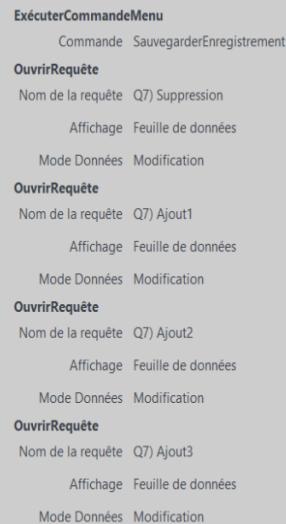 ExécuterCommandeMenu
Commande SauvegarderEnregistrement
OuvrirRequête
Nom de la requête Q7) Suppression
Affichage Feuille de données
Mode Données Modification
OuvrirRequête
Nom de la requête Q7) Ajout1
Affichage Feuille de données
Mode Données Modification
OuvrirRequête
Nom de la requête Q7) Ajout2
Affichage Feuille de données
Mode Données Modification
OuvrirRequête
Nom de la requête Q7) Ajout3
Affichage Feuille de données
Mode Données Modification